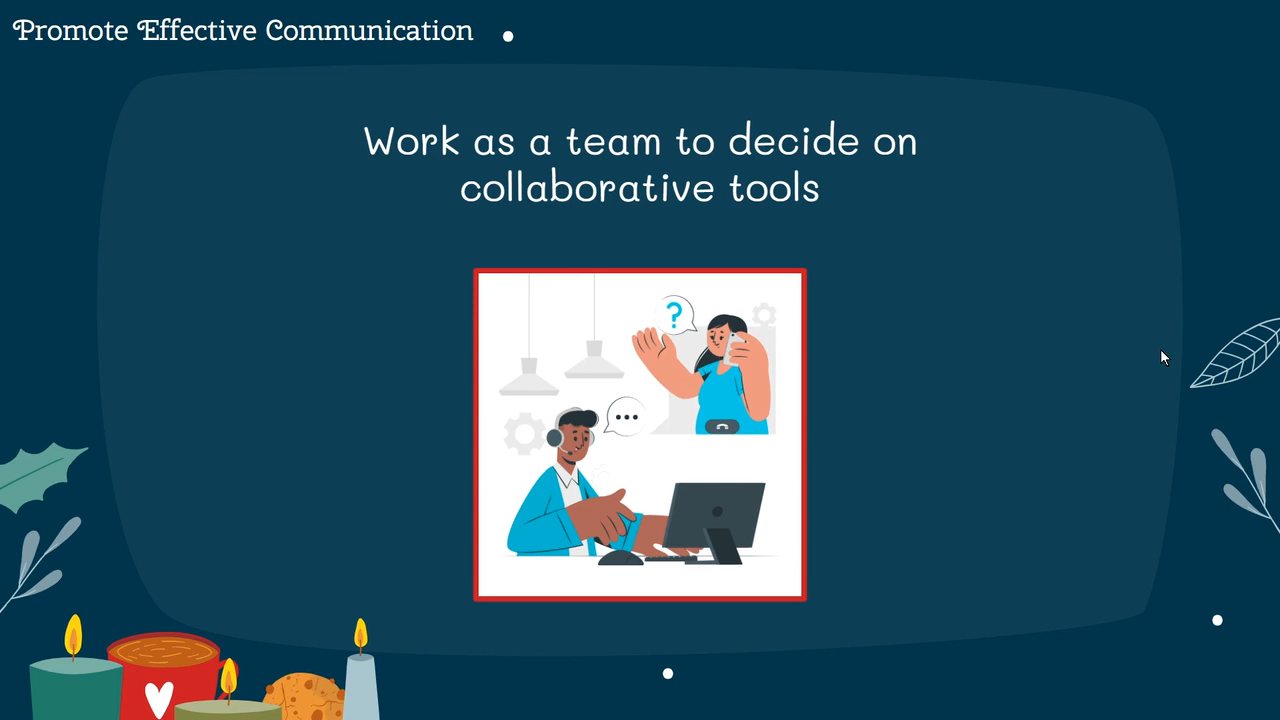 Promote Effective Communication
Work as a team to decide on
collaborative tools
?
...